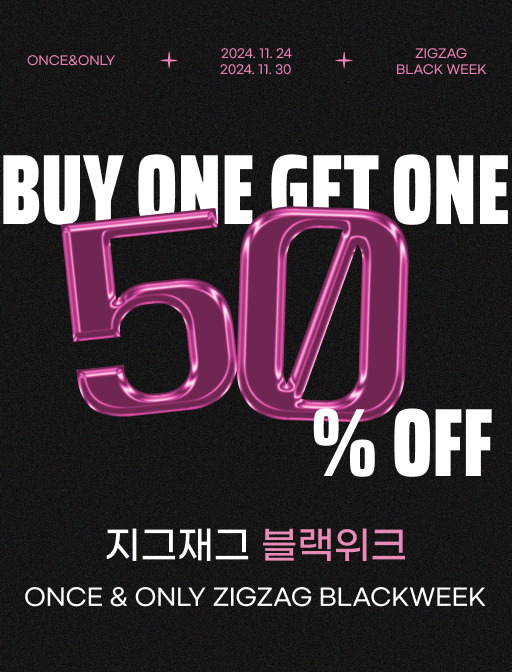 ONCE&ONLY
2024. 11. 24
2024. 11. 30
ZIGZAG
BLACK WEEK
BUY ONE GET ONE
50
% OFF
지그재그 블랙위크
ONCE & ONLY ZIGZAG BLACKWEEK